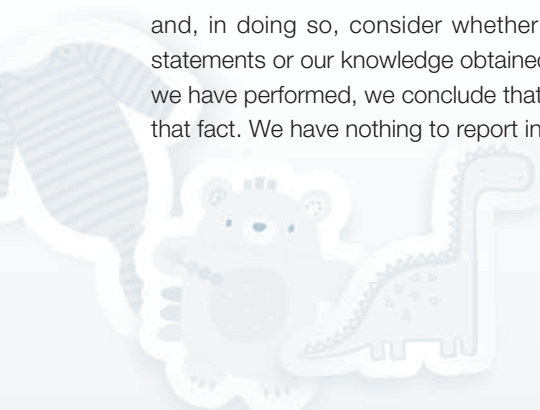 and, in doing so, consider whether
statements or our knowledge obtained
we have performed, we conclude that
that fact. We have nothing to report in